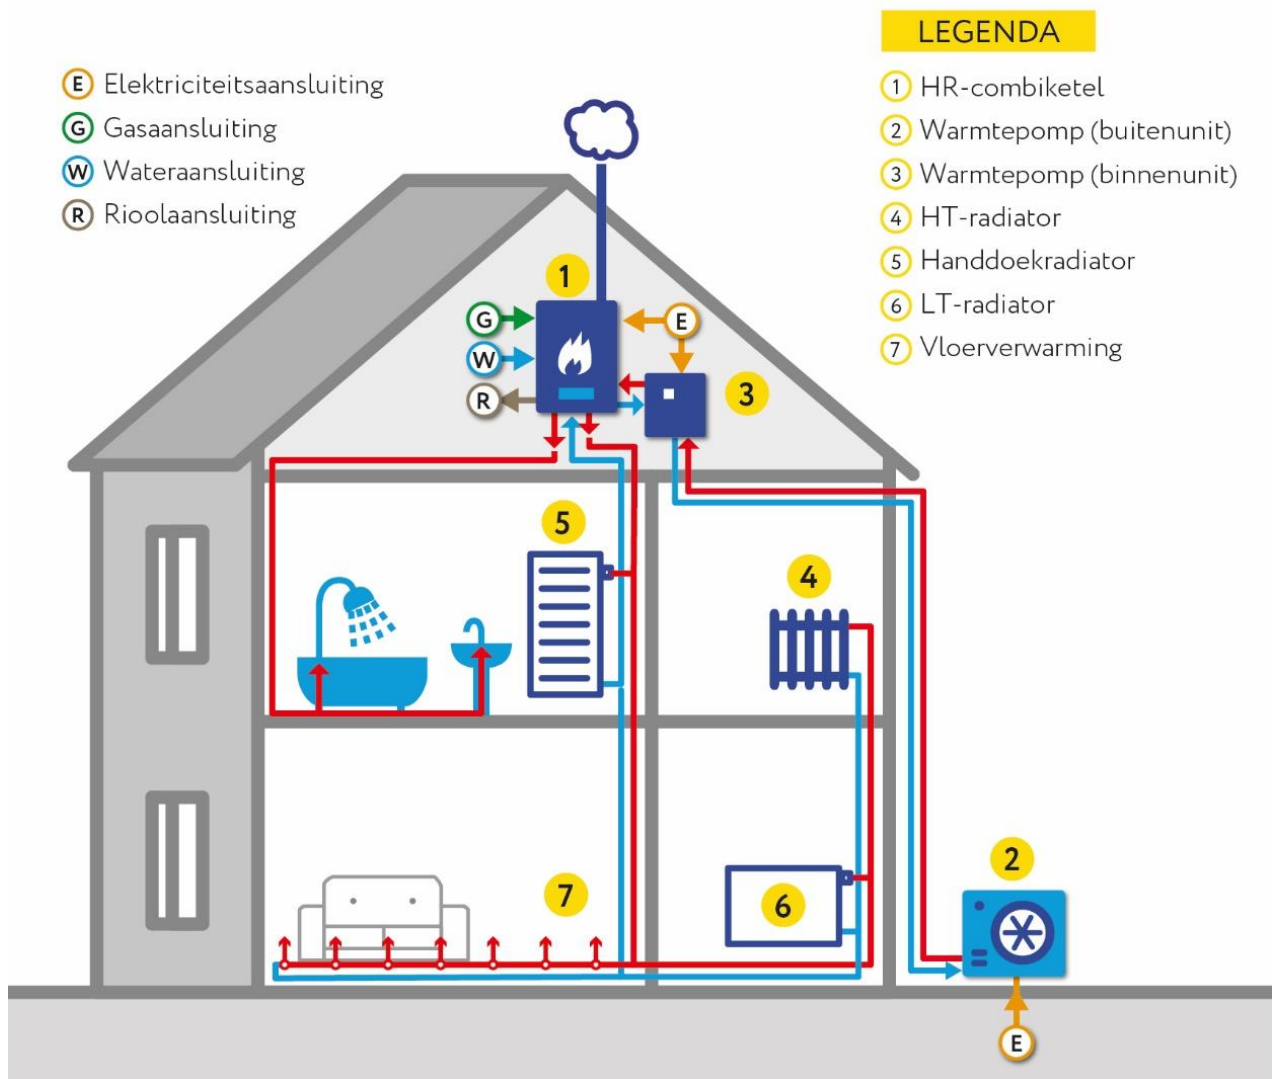 E Elektriciteitsaansluiting
G Gasaansluiting
W Wateraansluiting
R Rioolaansluiting
LEGENDA
1 HR-combiketel
2 Warmtepomp (buitenunit)
3 Warmtepomp (binnenunit)
4 HT-radiator
5 Handdoekradiator
6 LT-radiator
7 Vloerverwarming
1
G
E
W
R
3
5
4
7
6
2
E